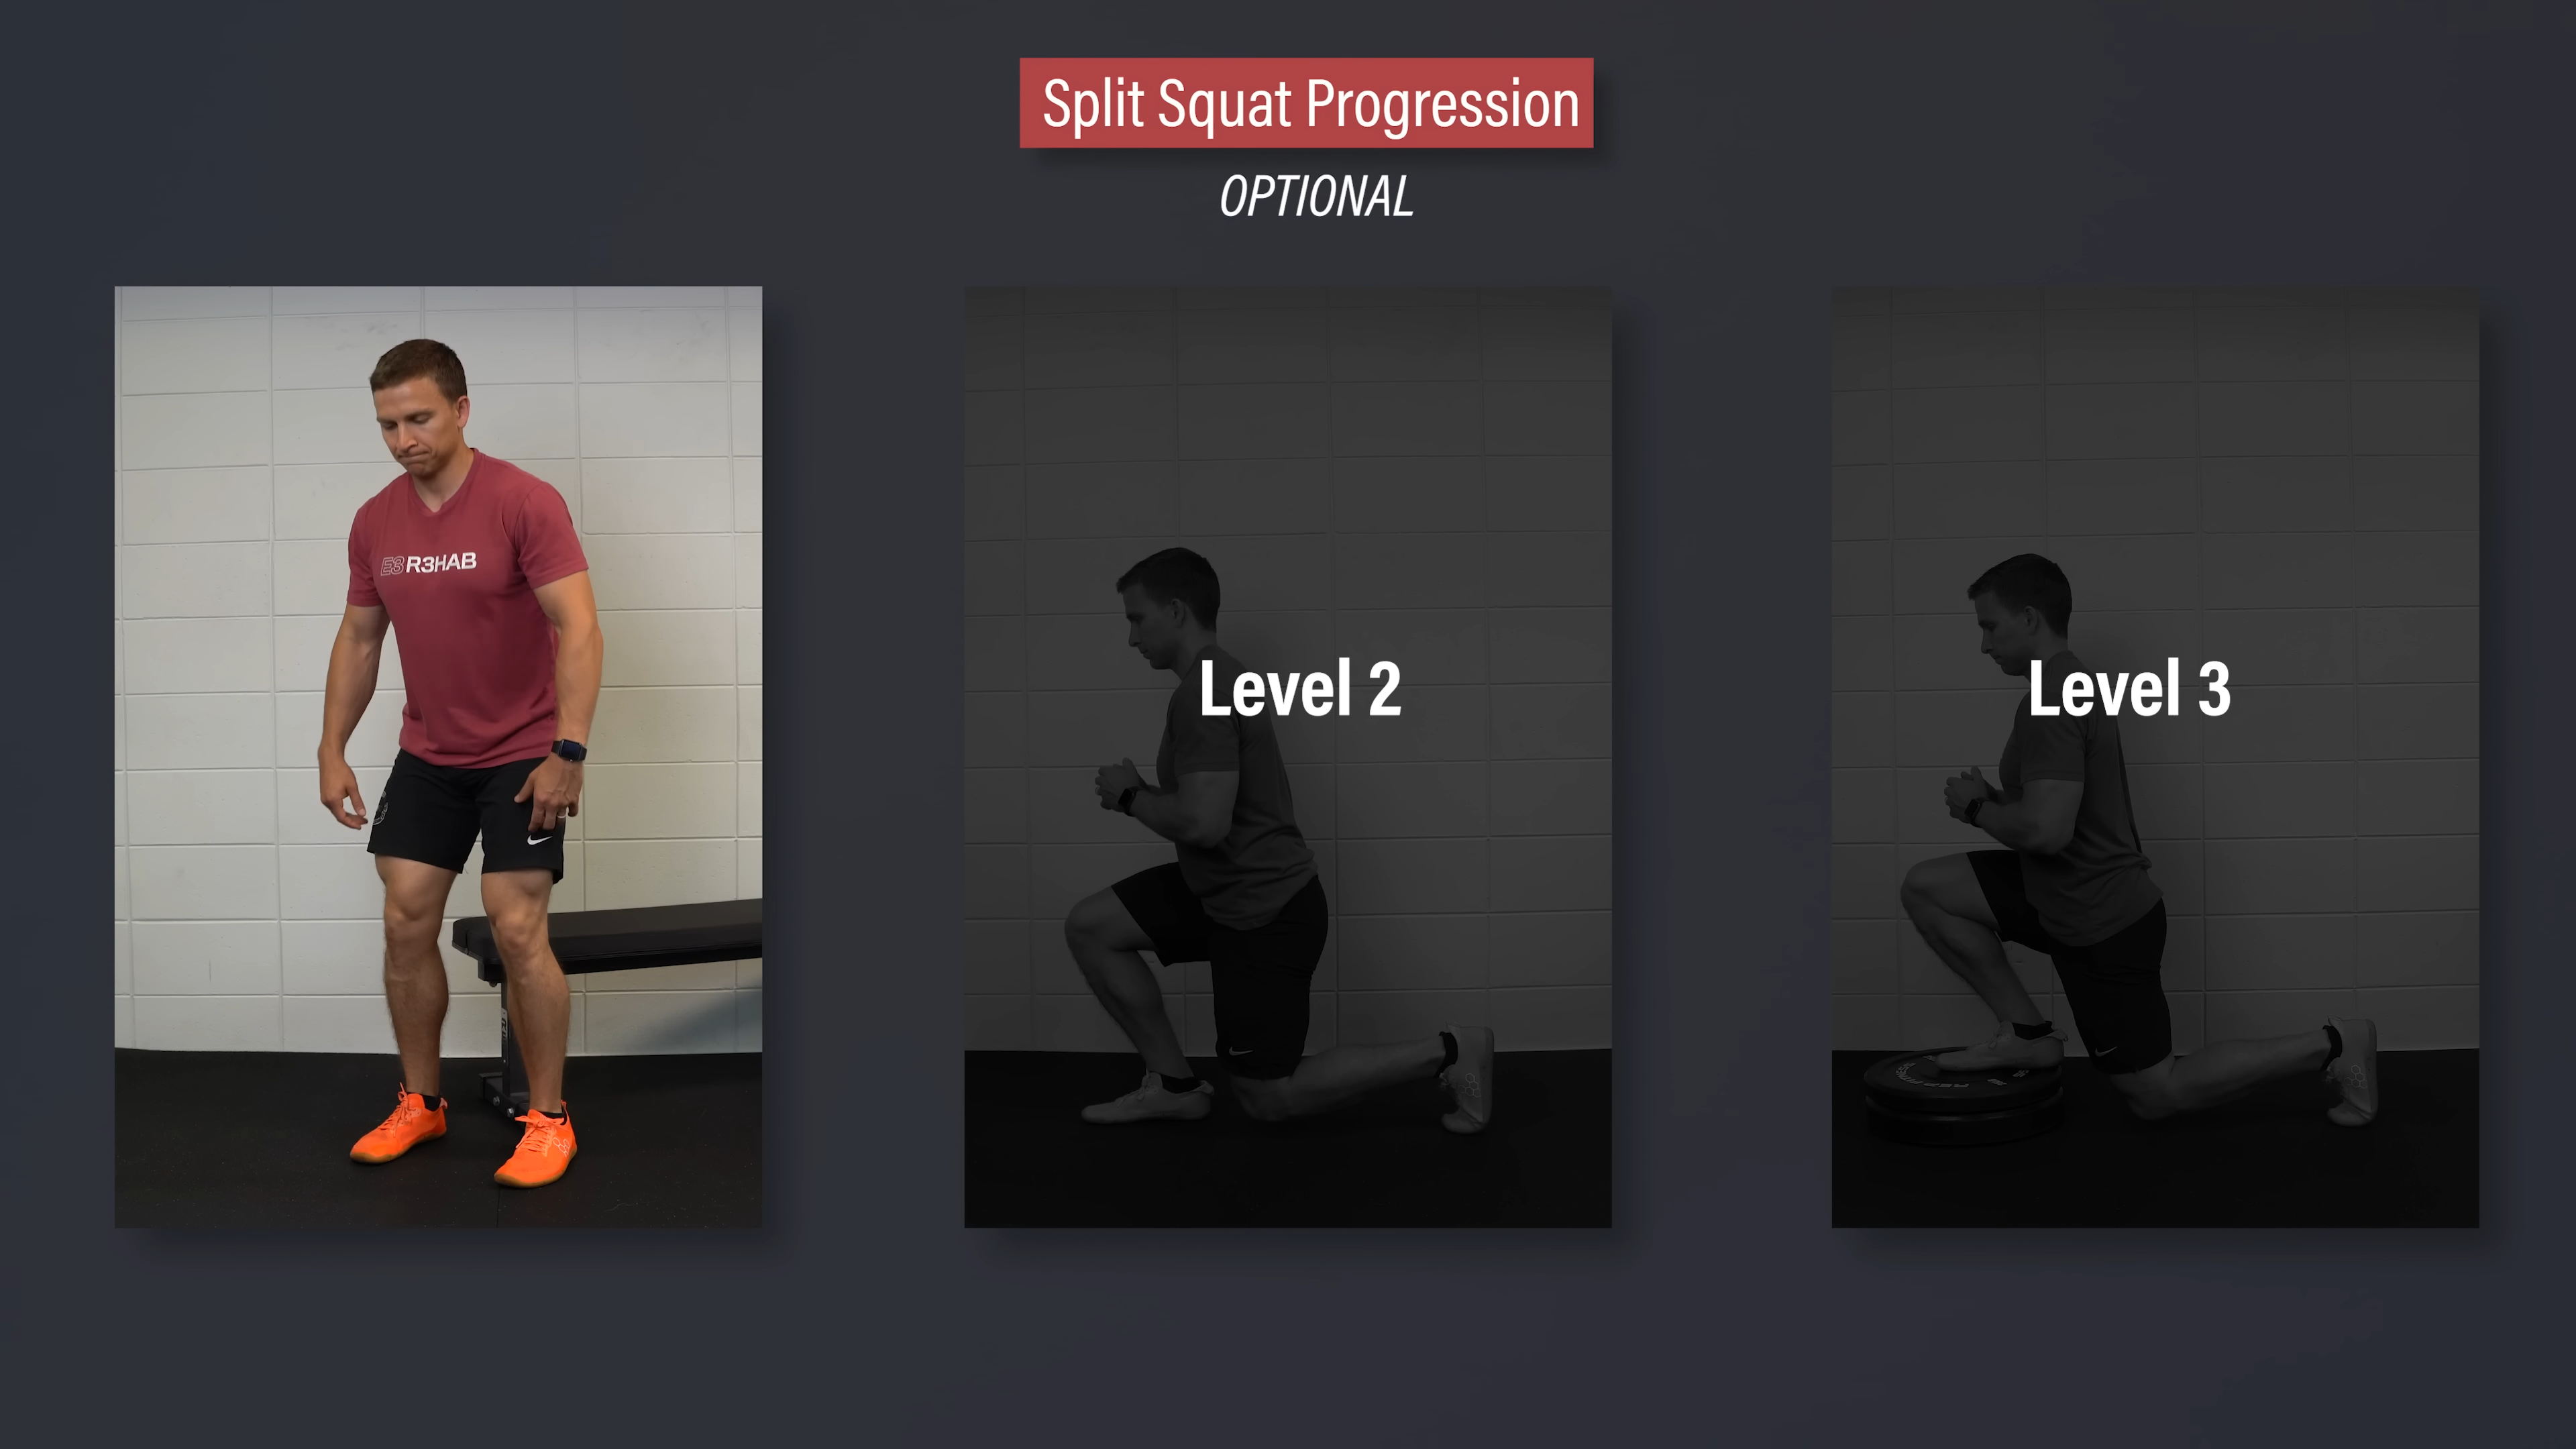 Split Squat Progression
OPTIONAL
E3 R3HAB
Level 2
Level 3